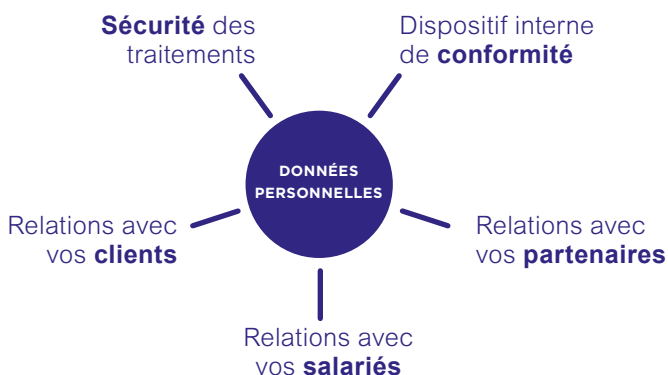 Sécurité des
traitements
Dispositif interne
de conformité
DONNÉES
PERSONNELLES
Relations avec
vos clients
Relations avec
vos partenaires
Relations avec
vos salariés